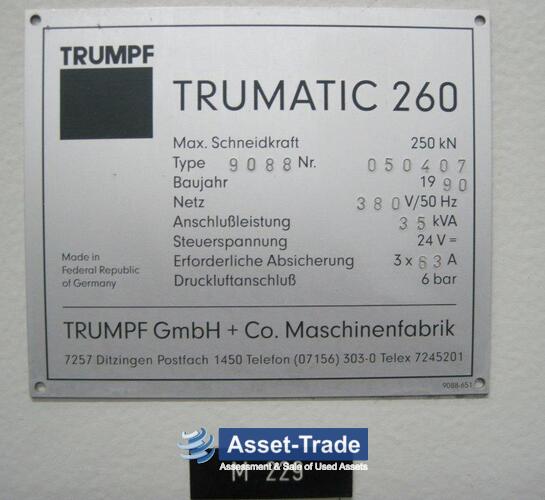 TRUMPF
TRUMATIC 260
Max. Schneidkraft 250 kN
Type 9088 Nr. 050407
Baujahr 1990
Netz 380 V/50 Hz
Anschlußleistung 35 kVA
Steuerspannung 24 V =
Erforderliche Absicherung 3 x 63 A
Druckluftanschluß 6 bar
Made in
Federal Republic
of Germany
TRUMPF GmbH + Co. Maschinenfabrik
7257 Ditzingen Postfach 1450 Telefon (07156) 303-0 Telex 7245201
9088-651
Asset-Trade
Assessment & Sale of Used Assets
M 229